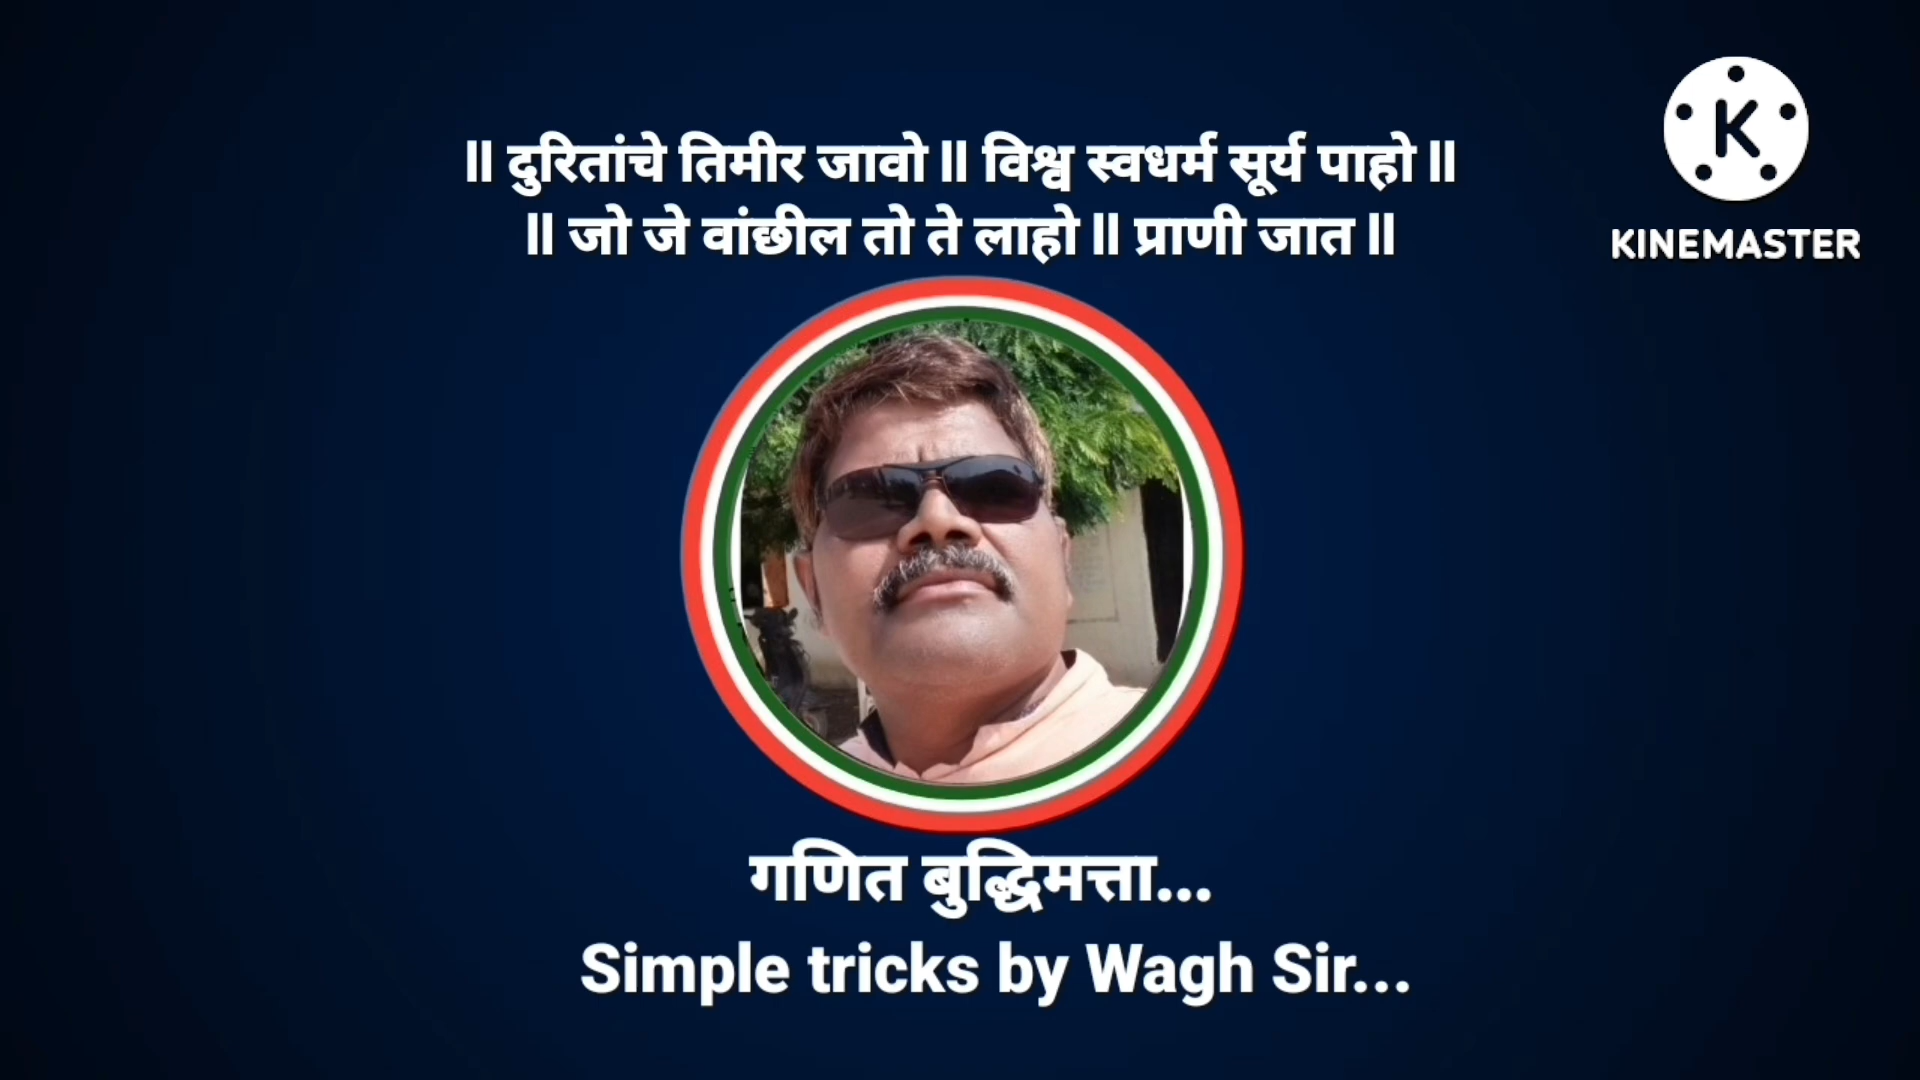 ॥ दुरितांचे तिमीर जावो ॥ विश्व स्वधर्म सूर्य पाहो ॥
॥ जो जे वांछील तो ते लाहो ॥ प्राणी जात ॥
K
KINEMASTER
गणित बुद्धिमत्ता...
Simple tricks by Wagh Sir...